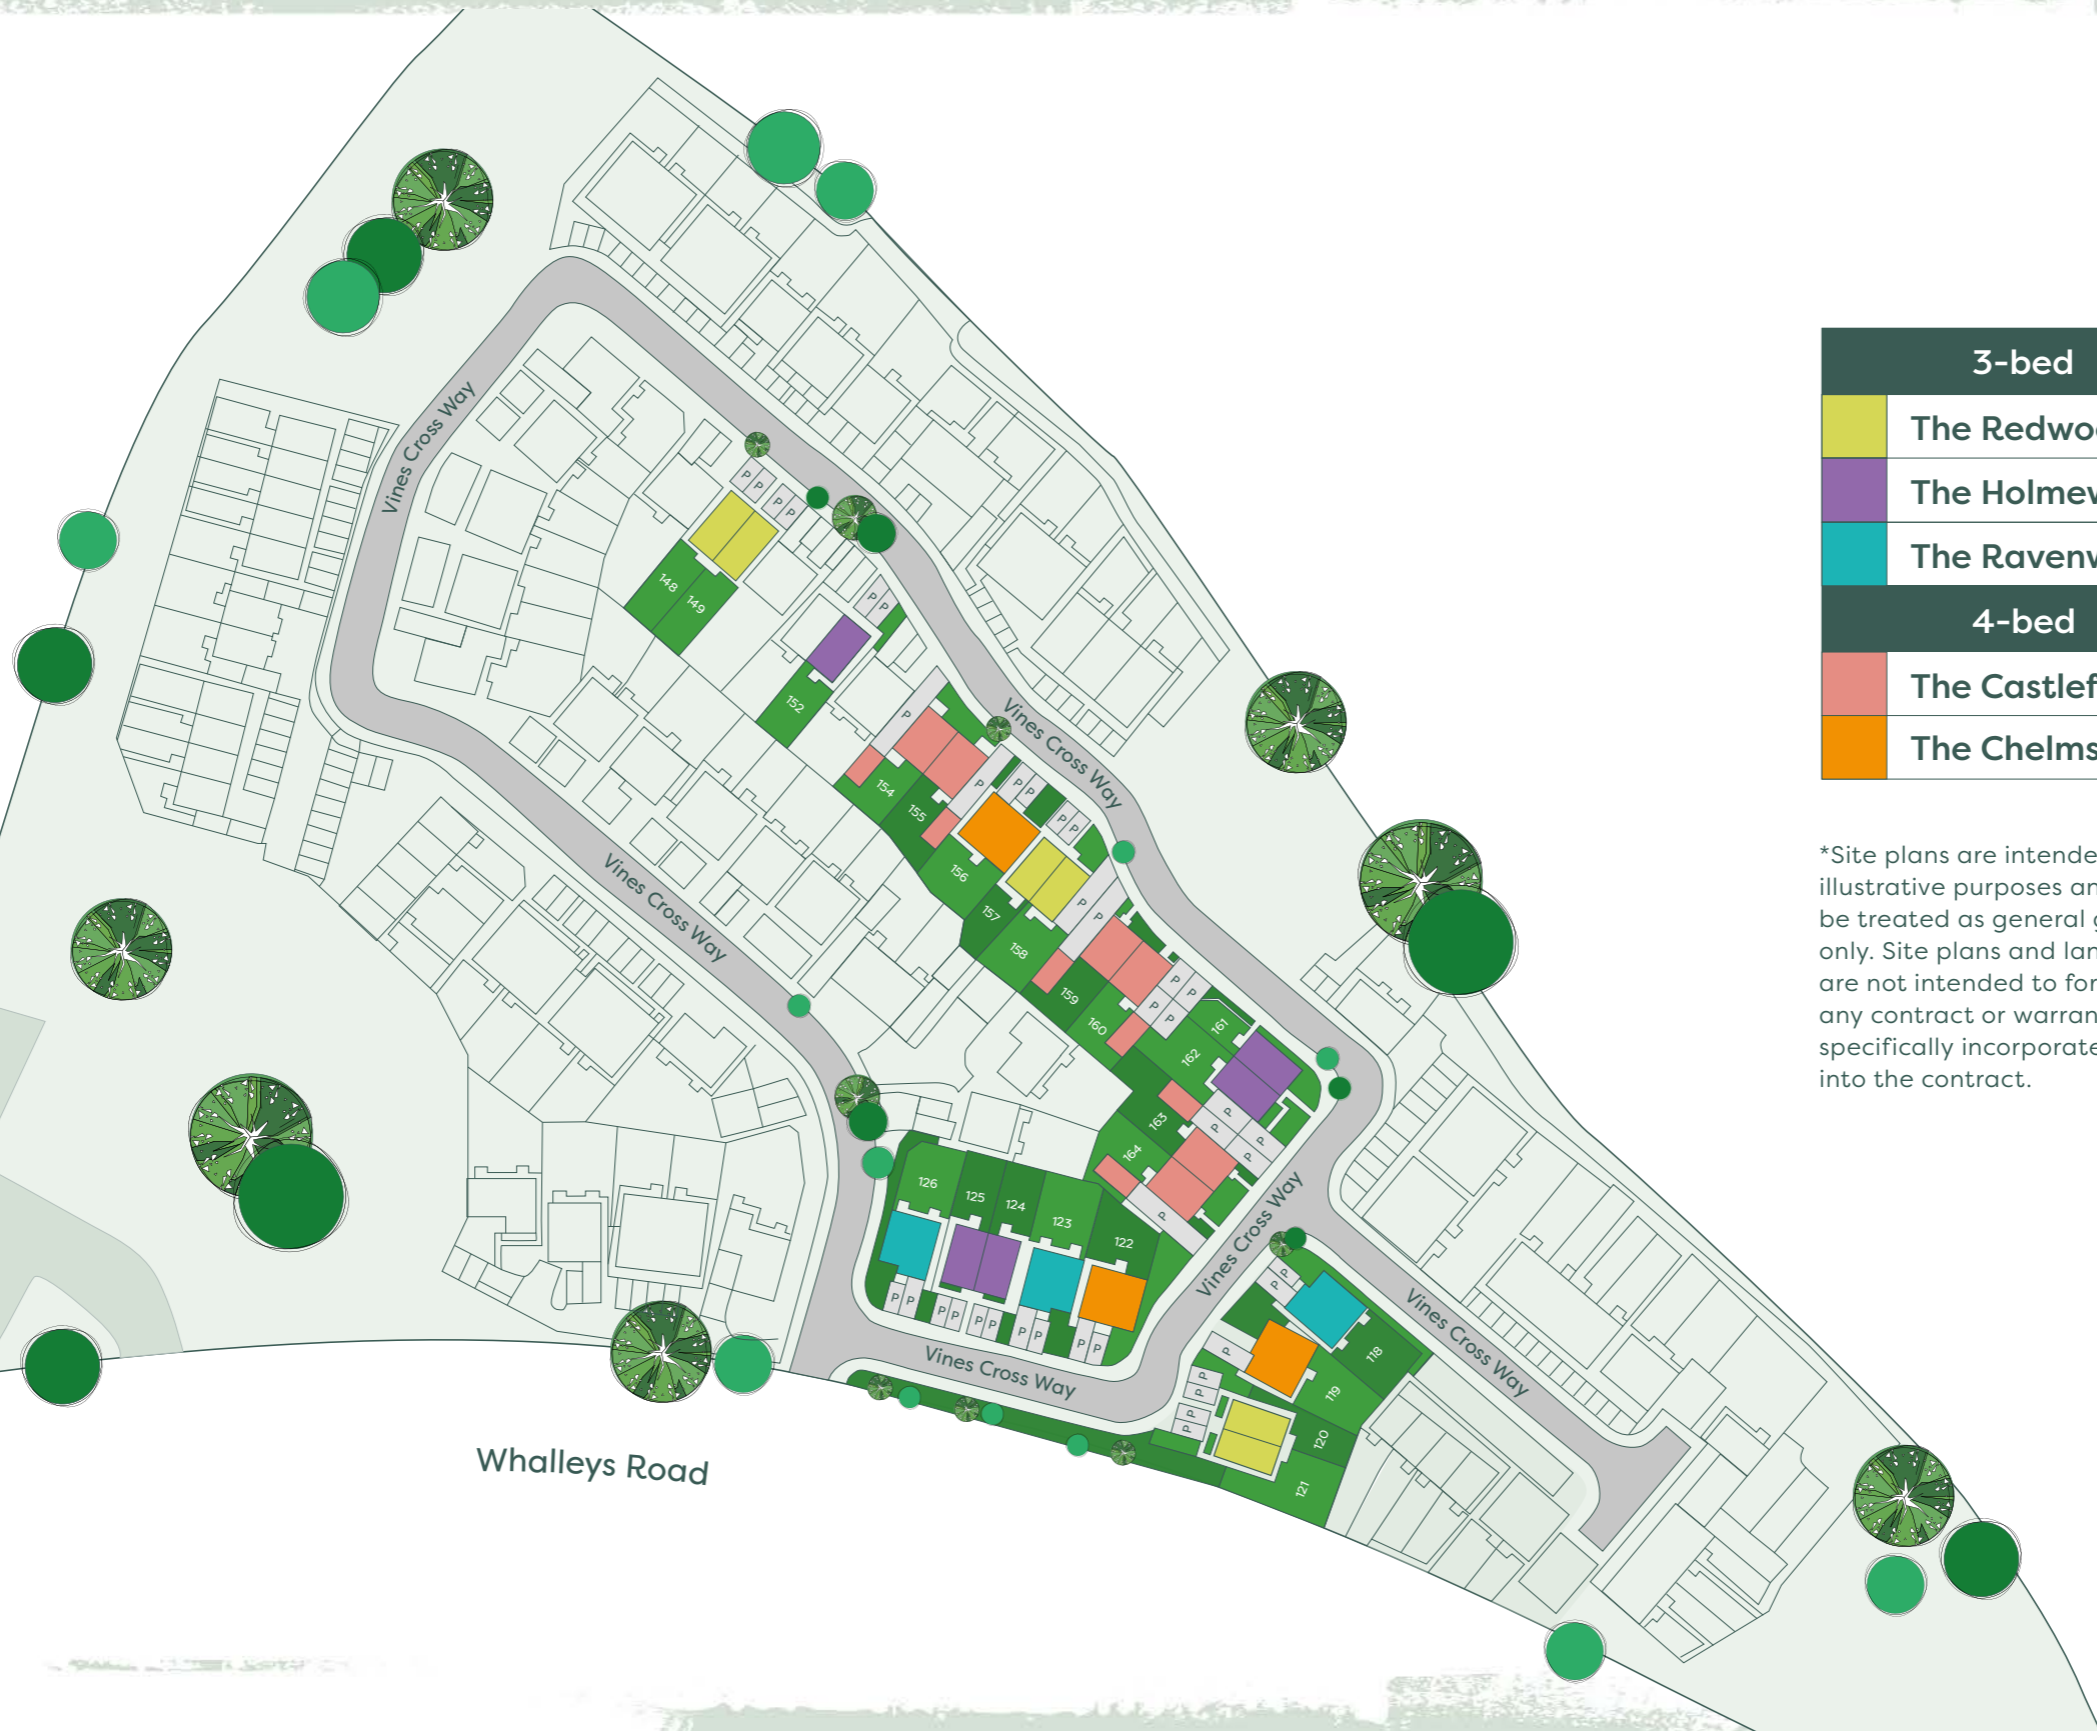 3-bed
The Redwo
The Holmew
The Ravenw
4-bed
The Castlef
The Chelms
*Site plans are intende
illustrative purposes an
be treated as general g
only. Site plans and lan
are not intended to for
any contract or warran
specifically incorporate
into the contract.
Vines Cross Way
Vines Cross Way
Vines Cross Way
Vines Cross Way
Vines Cross Way
Vines Cross Way
Whalleys Road
P P P P
148
149
P P
152
P
154
155
P
P P
P P
156
157
158
P P
159
160
P P
P P
161
162
163
164
P P
P P
P
126
125
124
123
122
P P
P P
P P
P P
P P
P P
118
P
119
P P
P P
120
121